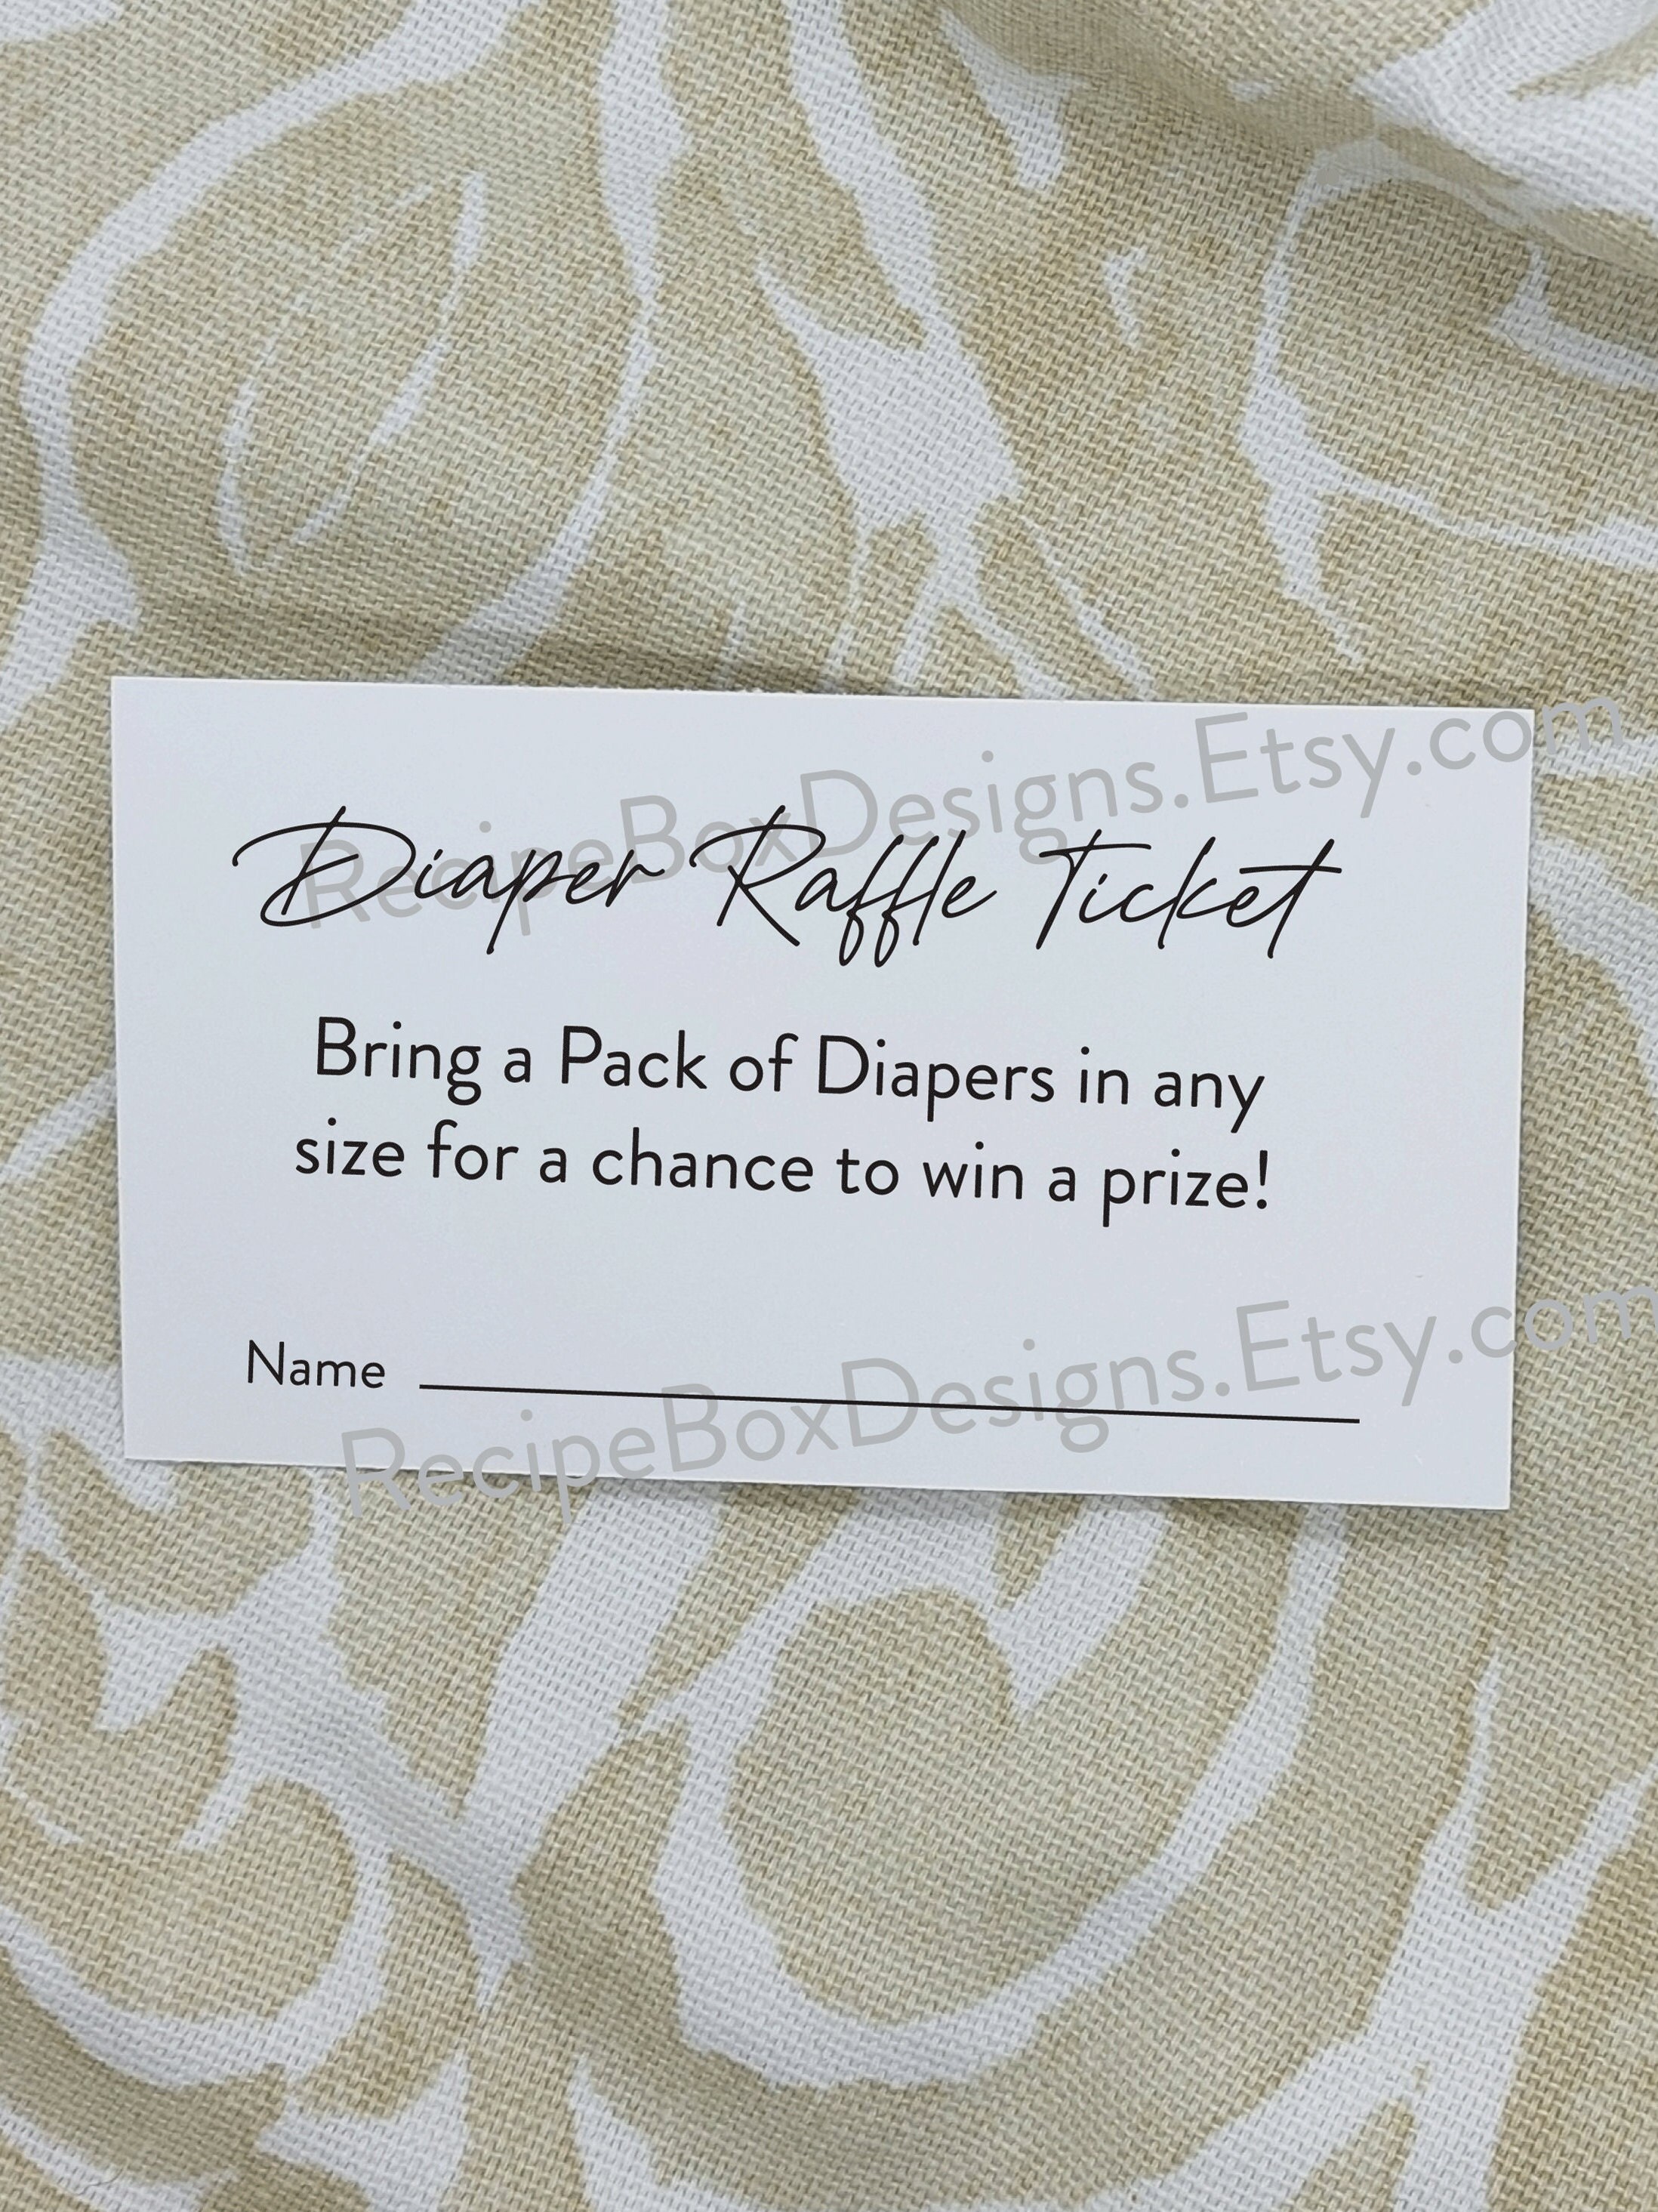 RecipeBoxDesigns.Etsy.com
Diaper Raffle Ticket
Bring a Pack of Diapers in any
size for a chance to win a prize!
Name
RecipeBoxDesigns.Etsy.com